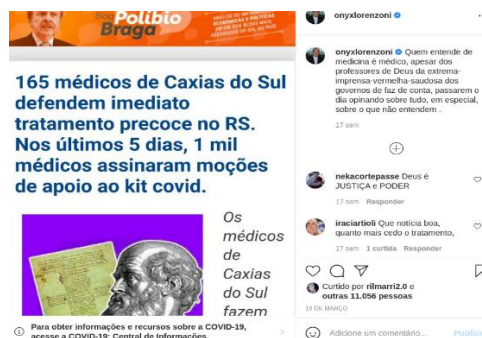 Blog
Políbio
Braga
165 médicos de Caxias do Sul
defendem imediato
tratamento precoce no RS.
Nos últimos 5 dias, 1 mil
médicos assinaram moções
de apoio ao kit covid.
Os
médicos
de
Caxias
do Sul
fazem
Para obter informações e recursos sobre a COVID-19,
acesse a COVID-19: Central de Informações.
onyxlorenzoni
onyxlorenzoni Quem entende de
medicina é médico, apesar dos
professores de Deus da extrema-
imprensa-vermelha-saudosa dos
governos de faz de conta, passarem o
dia opinando sobre tudo, em especial,
sobre o que não entendem .
17 sem
nekacortepasse Deus é
JUSTIÇA e PODER
17 sem Responder
iraciartioli Que notícia boa,
quanto mais cedo o tratamento,
17 sem 1 curtida Responder
Curtido por rilmarri2.0 e
outras 11.056 pessoas
19 DE MARÇO
Adicione um comentário... Publicar